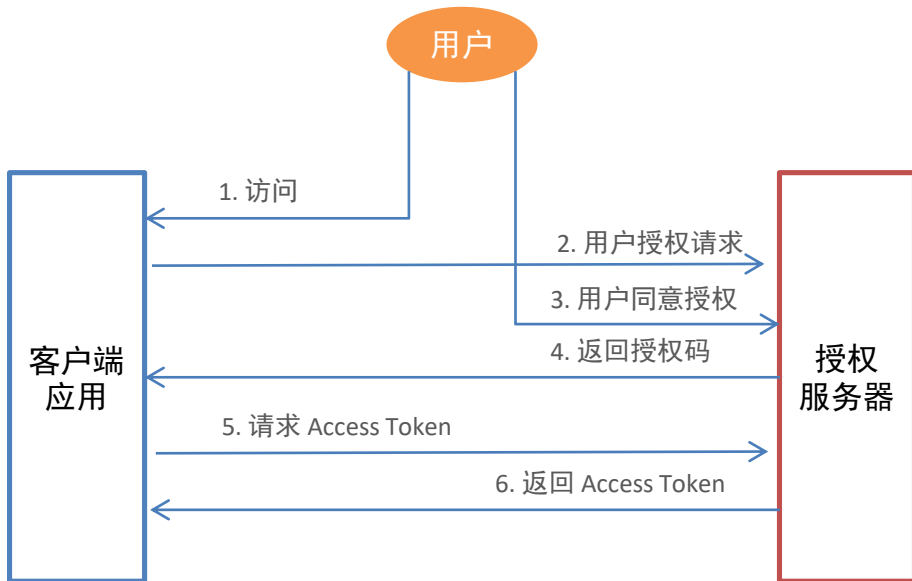 用户
1. 访问
2. 用户授权请求
3. 用户同意授权
客户端
应用
4. 返回授权码
授权
服务器
5. 请求 Access Token
6. 返回 Access Token